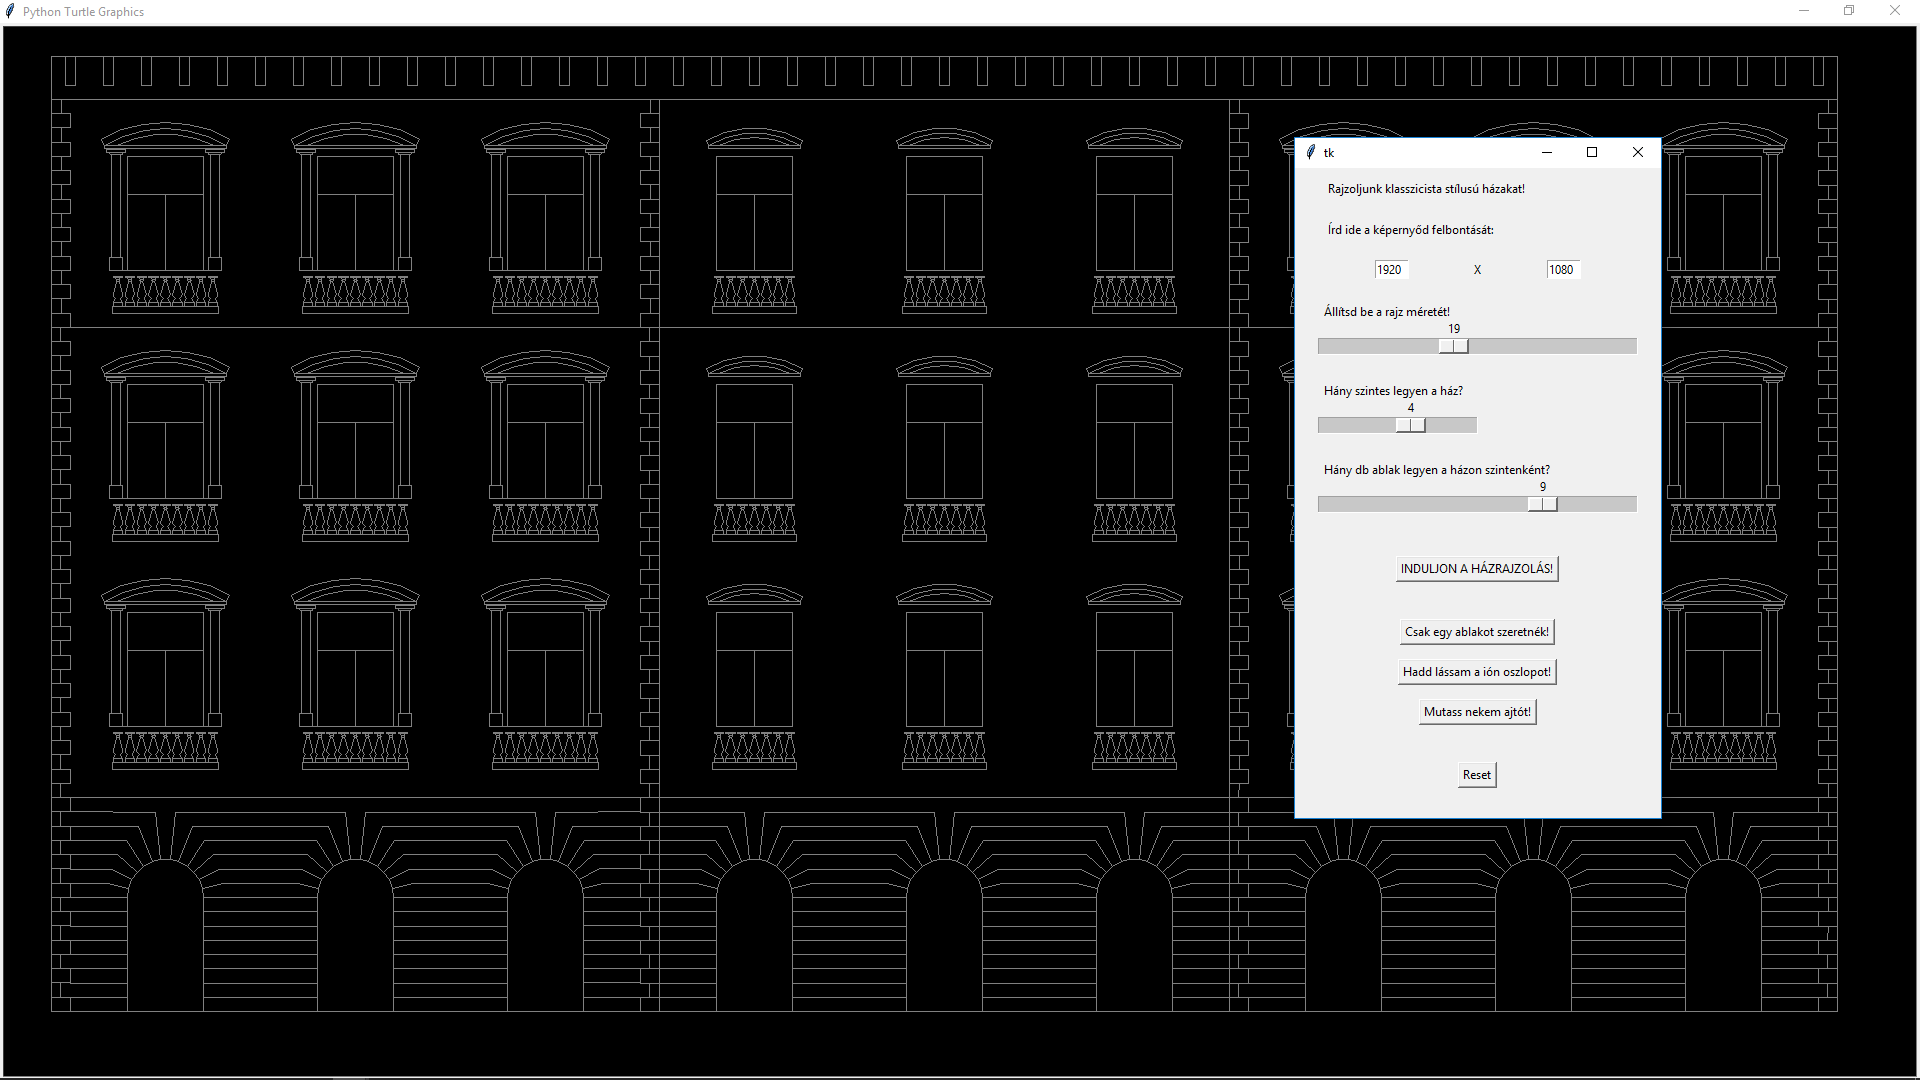 Python Turtle Graphics
tk
Rajzoljunk klasszicista stílusú házakat!
Írd ide a képernyőd felbontását:
1920 X 1080
Állítsd be a rajz méretét!
19
Hány szintes legyen a ház?
4
Hány db ablak legyen a házon szintenként?
9
INDULJON A HÁZRAJZOLÁS!
Csak egy ablakot szeretnék!
Hadd lássam a ión oszlopot!
Mutass nekem ajtót!
Reset